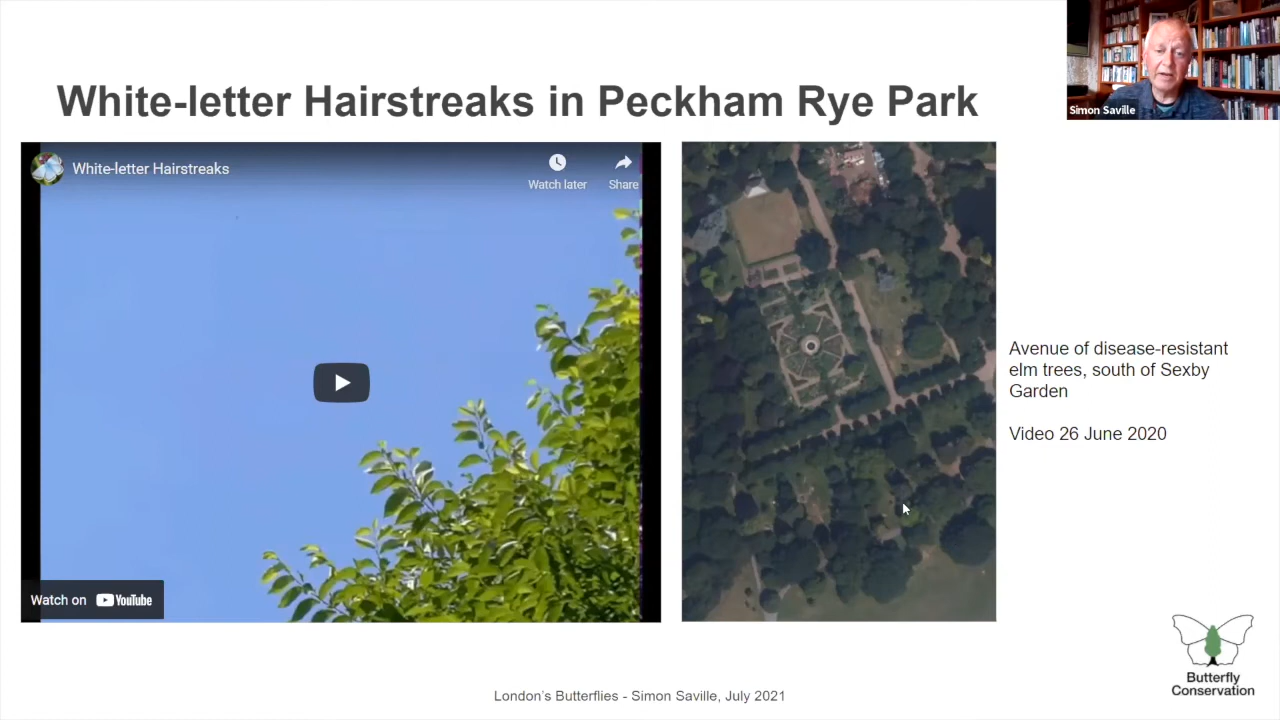 White-letter Hairstreaks in Peckham Rye Park
Simon Saville
White-letter Hairstreaks
Watch later
Share
Watch on YouTube
Avenue of disease-resistant
elm trees, south of Sexby
Garden
Video 26 June 2020
Butterfly
Conservation
London's Butterflies - Simon Saville, July 2021